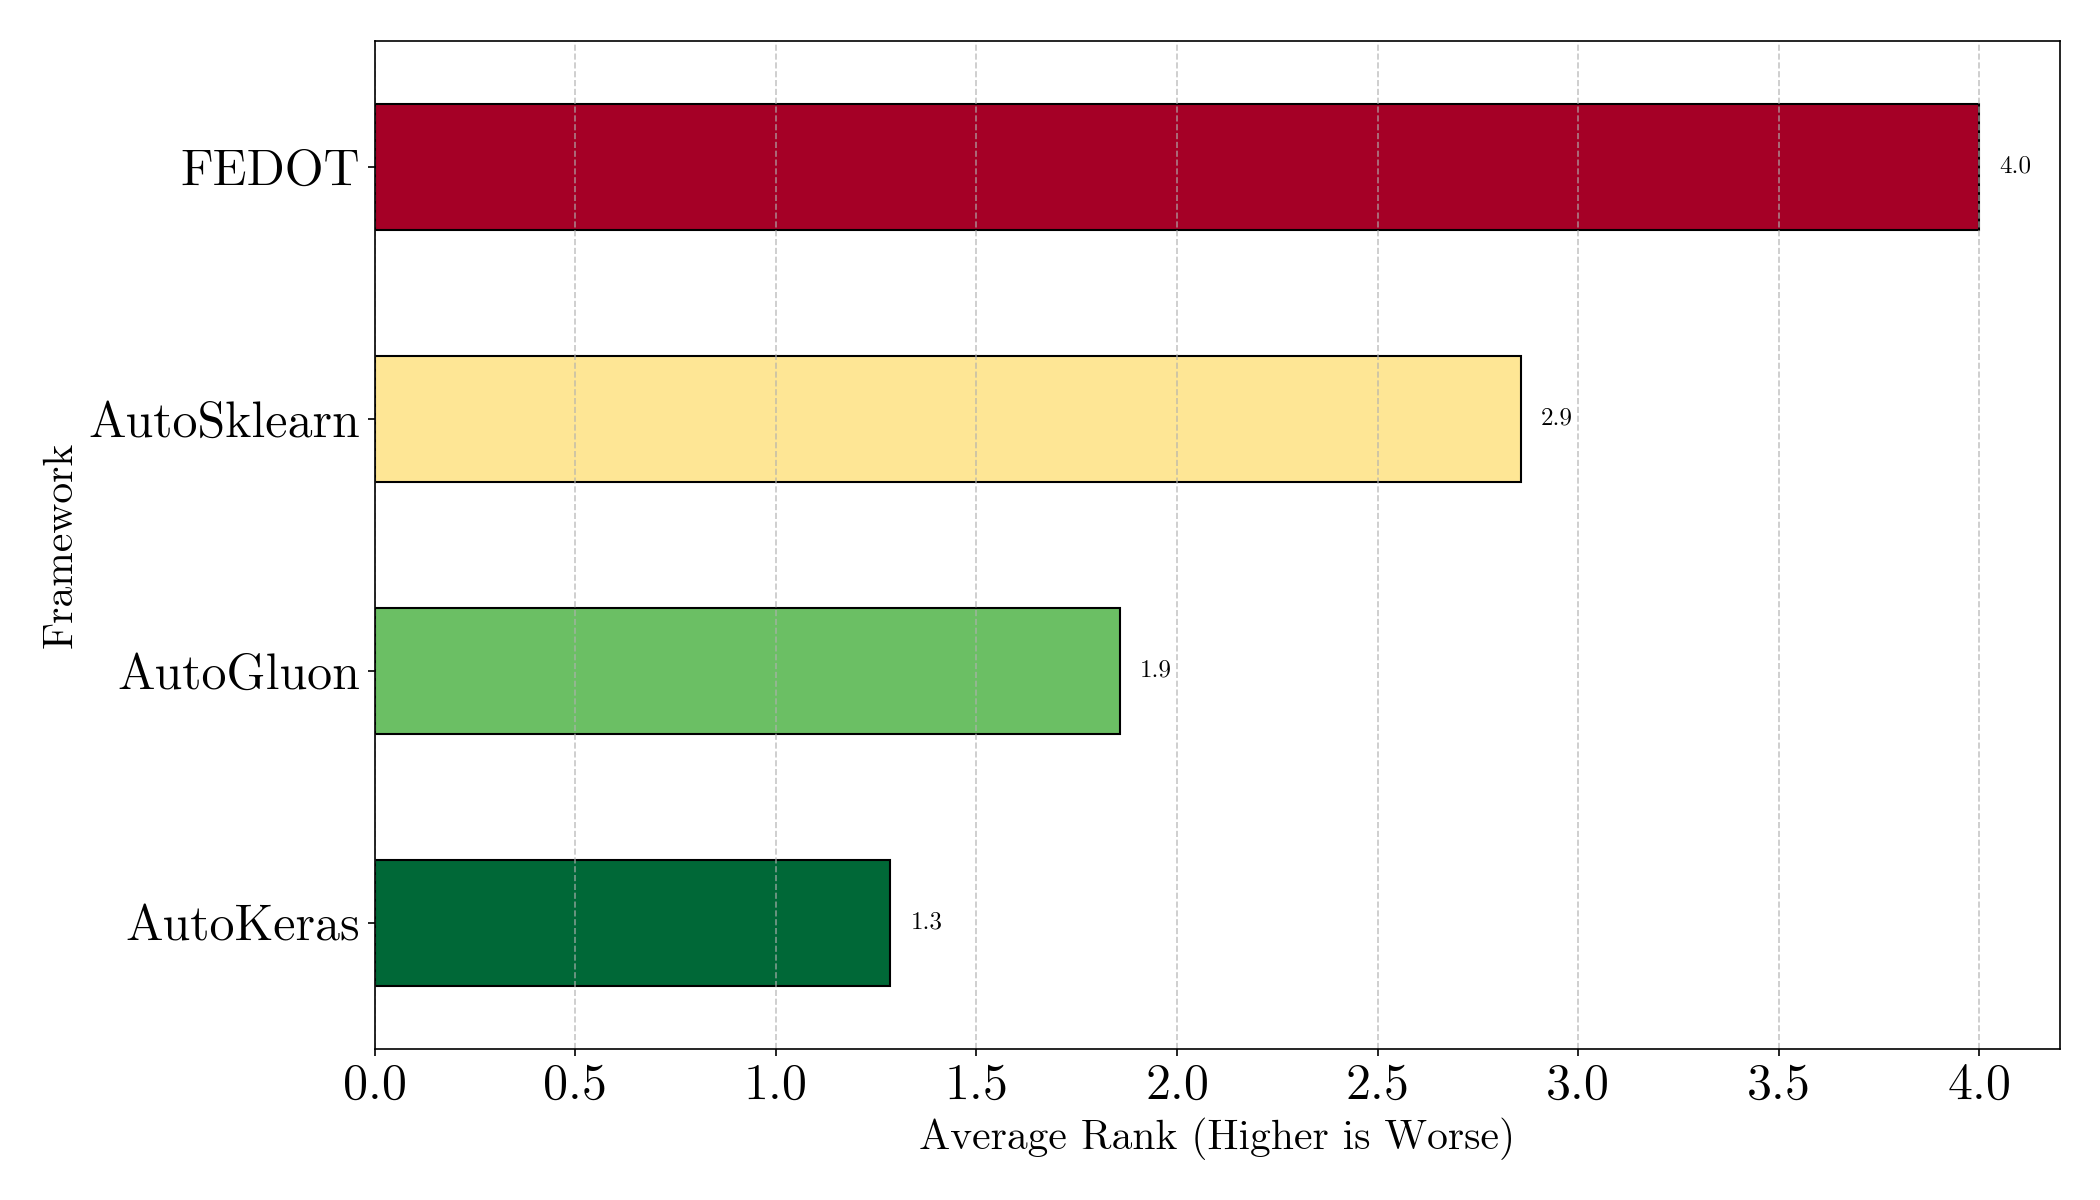 FEDOT
4.0
AutoSklearn
2.9
Framework
AutoGluon
1.9
AutoKeras
1.3
0.0 0.5 1.0 1.5 2.0 2.5 3.0 3.5 4.0
Average Rank (Higher is Worse)